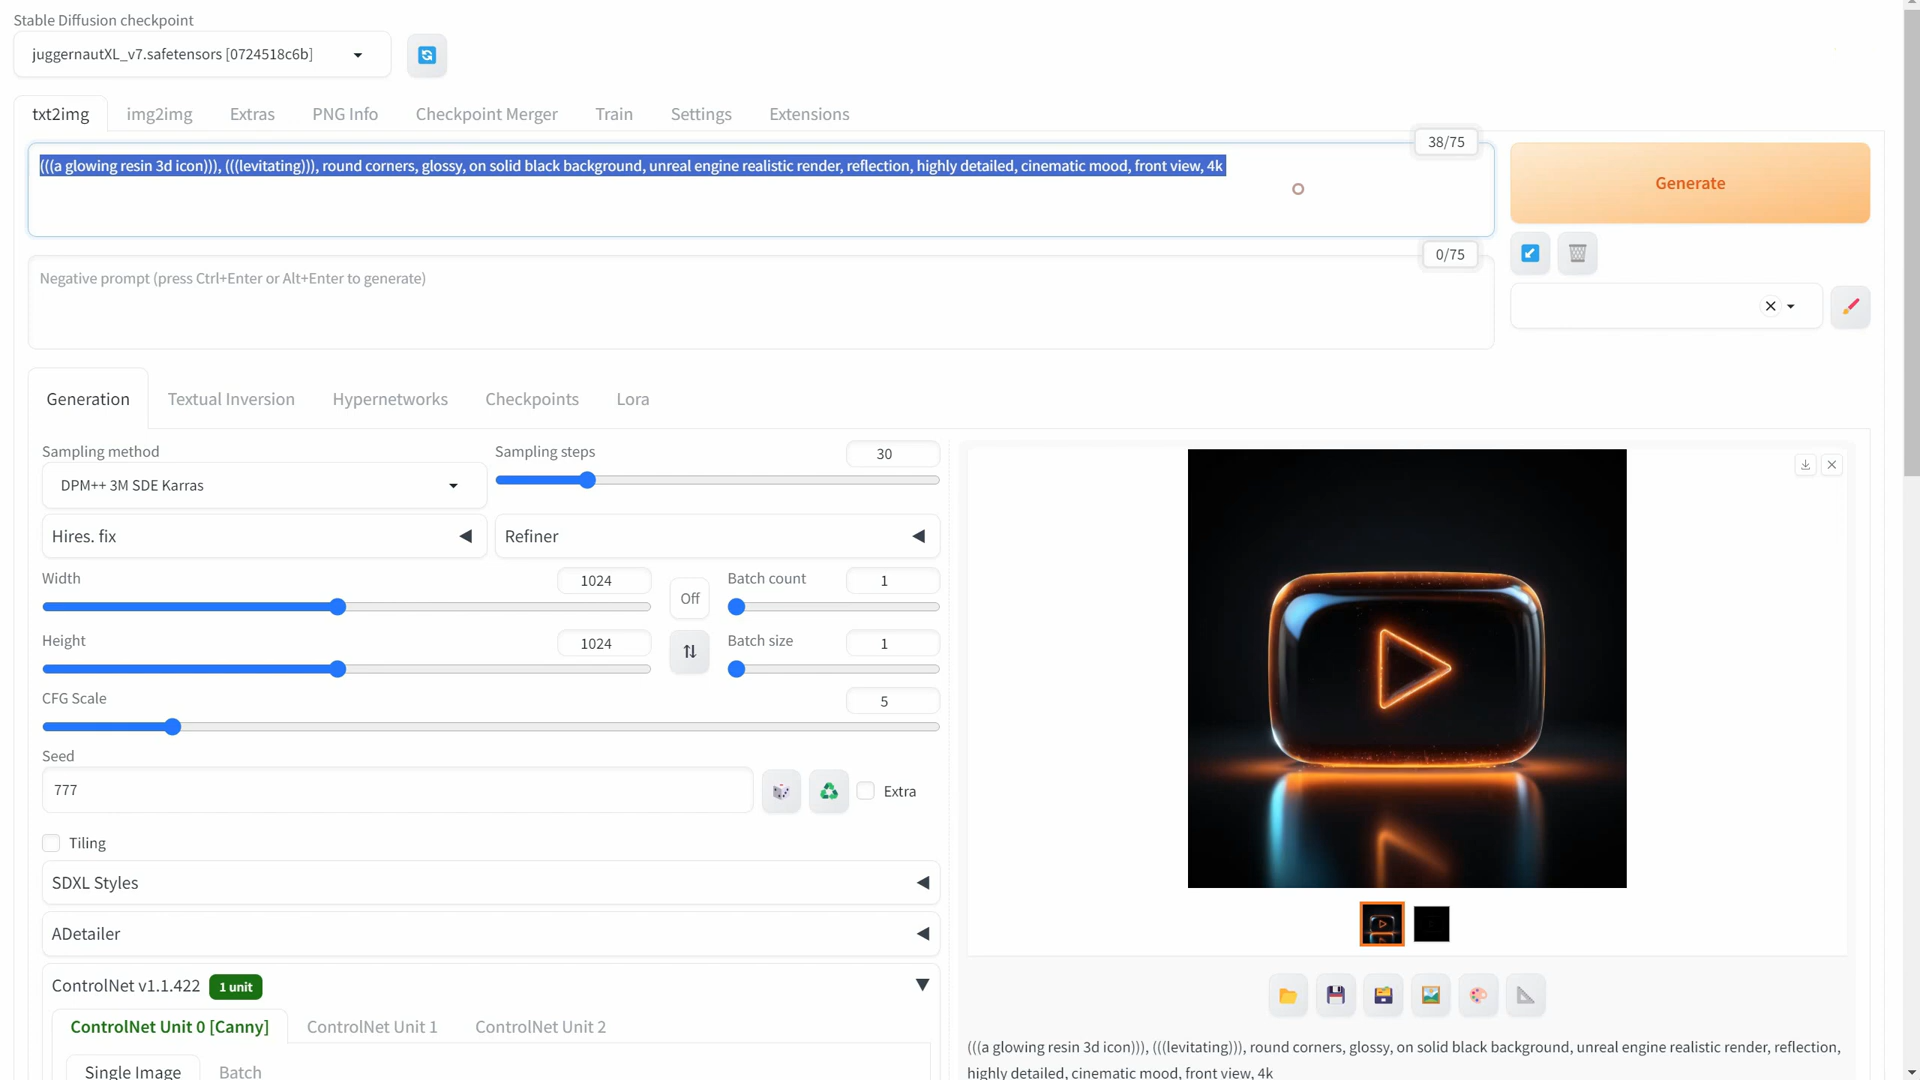 Stable Diffusion checkpoint
juggernautXL_v7.safetensors [0724518c6b]
txt2img
img2img
Extras
PNG Info
Checkpoint Merger
Train
Settings
Extensions
38/75
(((a glowing resin 3d icon))), (((levitating))), round corners, glossy, on solid black background, unreal engine realistic render, reflection, highly detailed, cinematic mood, front view, 4k
Generate
0/75
Negative prompt (press Ctrl+Enter or Alt+Enter to generate)
Generation
Textual Inversion
Hypernetworks
Checkpoints
Lora
Sampling method
DPM++ 3M SDE Karras
Sampling steps
30
Hires. fix
Refiner
Width
1024
Off
Batch count
1
Height
1024
Batch size
1
CFG Scale
5
Seed
777
Extra
Tiling
SDXL Styles
ADetailer
ControlNet v1.1.422
1 unit
ControlNet Unit 0 [Canny]
ControlNet Unit 1
ControlNet Unit 2
Single Image
Batch
(((a glowing resin 3d icon))), (((levitating))), round corners, glossy, on solid black background, unreal engine realistic render, reflection,
highly detailed, cinematic mood, front view, 4k